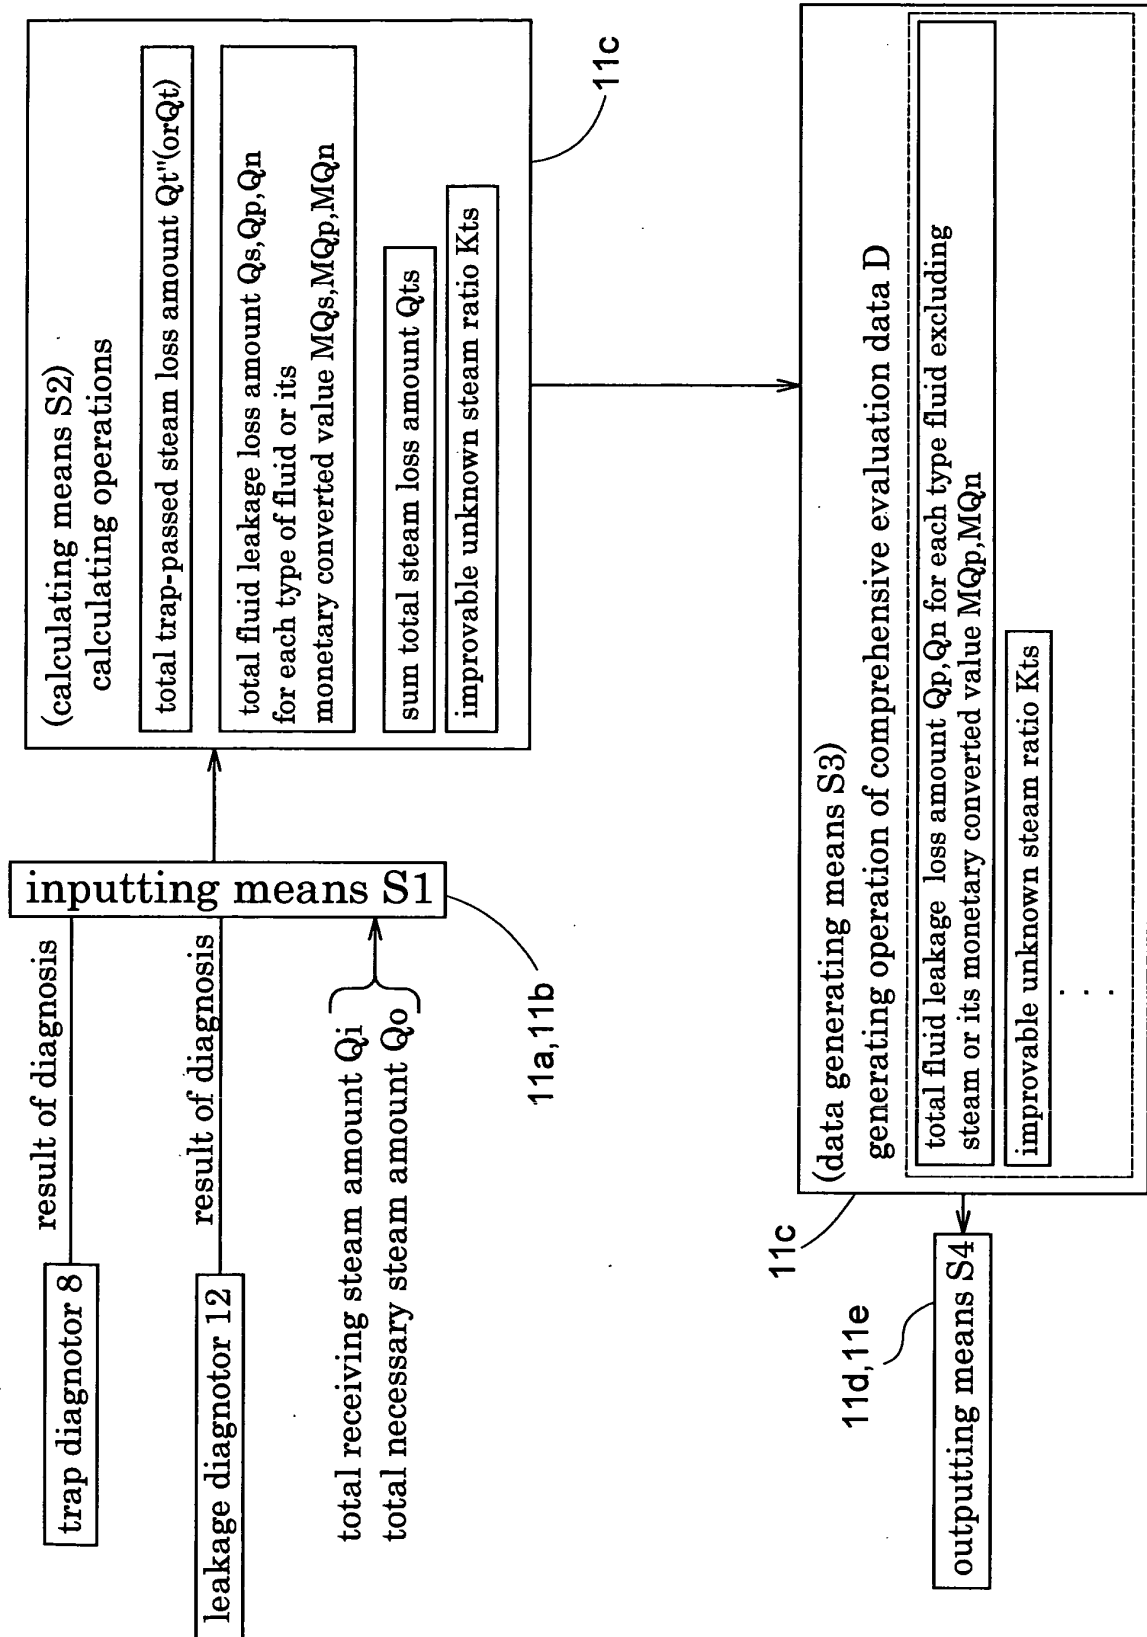 trap diagnotor 8
result of diagnosis
leakage diagnotor 12
result of diagnosis
total receiving steam amount Qi
total necessary steam amount Qo
inputting means S1
11a,11b
(calculating means S2)
calculating operations
total trap-passed steam loss amount Qt"(orQt)
total fluid leakage loss amount Qs,Qp,Qn
for each type of fluid or its
monetary converted value MQs,MQp,MQn
sum total steam loss amount Qts
improvable unknown steam ratio Kts
11c
(data generating means S3)
generating operation of comprehensive evaluation data D
total fluid leakage loss amount Qp,Qn for each type fluid excluding
steam or its monetary converted value MQp,MQn
improvable unknown steam ratio Kts
. . .
11c
outputting means S4
11d,11e